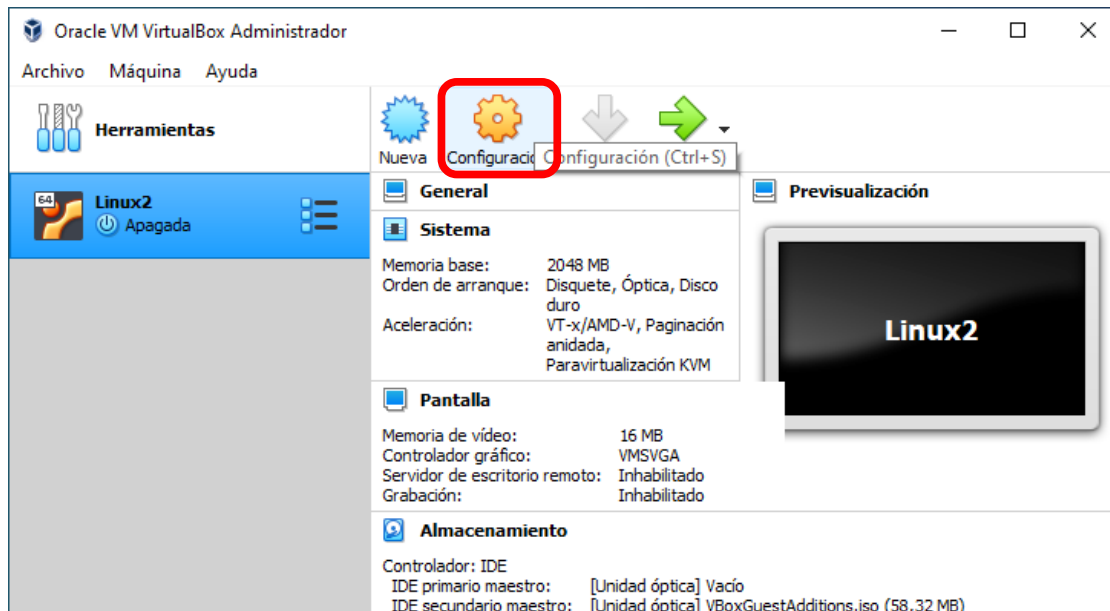 Oracle VM VirtualBox Administrador
Archivo Máquina Ayuda
Herramientas
Nueva
Configuració
Configuración (Ctrl+S)
64
Linux2
Apagada
General
Sistema
Memoria base: 2048 MB
Orden de arranque: Disquete, Óptica, Disco
duro
Aceleración: VT-x/AMD-V, Paginación
anidada,
Paravirtualización KVM
Previsualización
Linux2
Pantalla
Memoria de vídeo: 16 MB
Controlador gráfico: VMSVGA
Servidor de escritorio remoto: Inhabilitado
Grabación: Inhabilitado
Almacenamiento
Controlador: IDE
IDE primario maestro: [Unidad óptica] Vacío
IDE secundario maestro: [Unidad óptica] VBoxGuestAdditions.iso (58,32 MB)